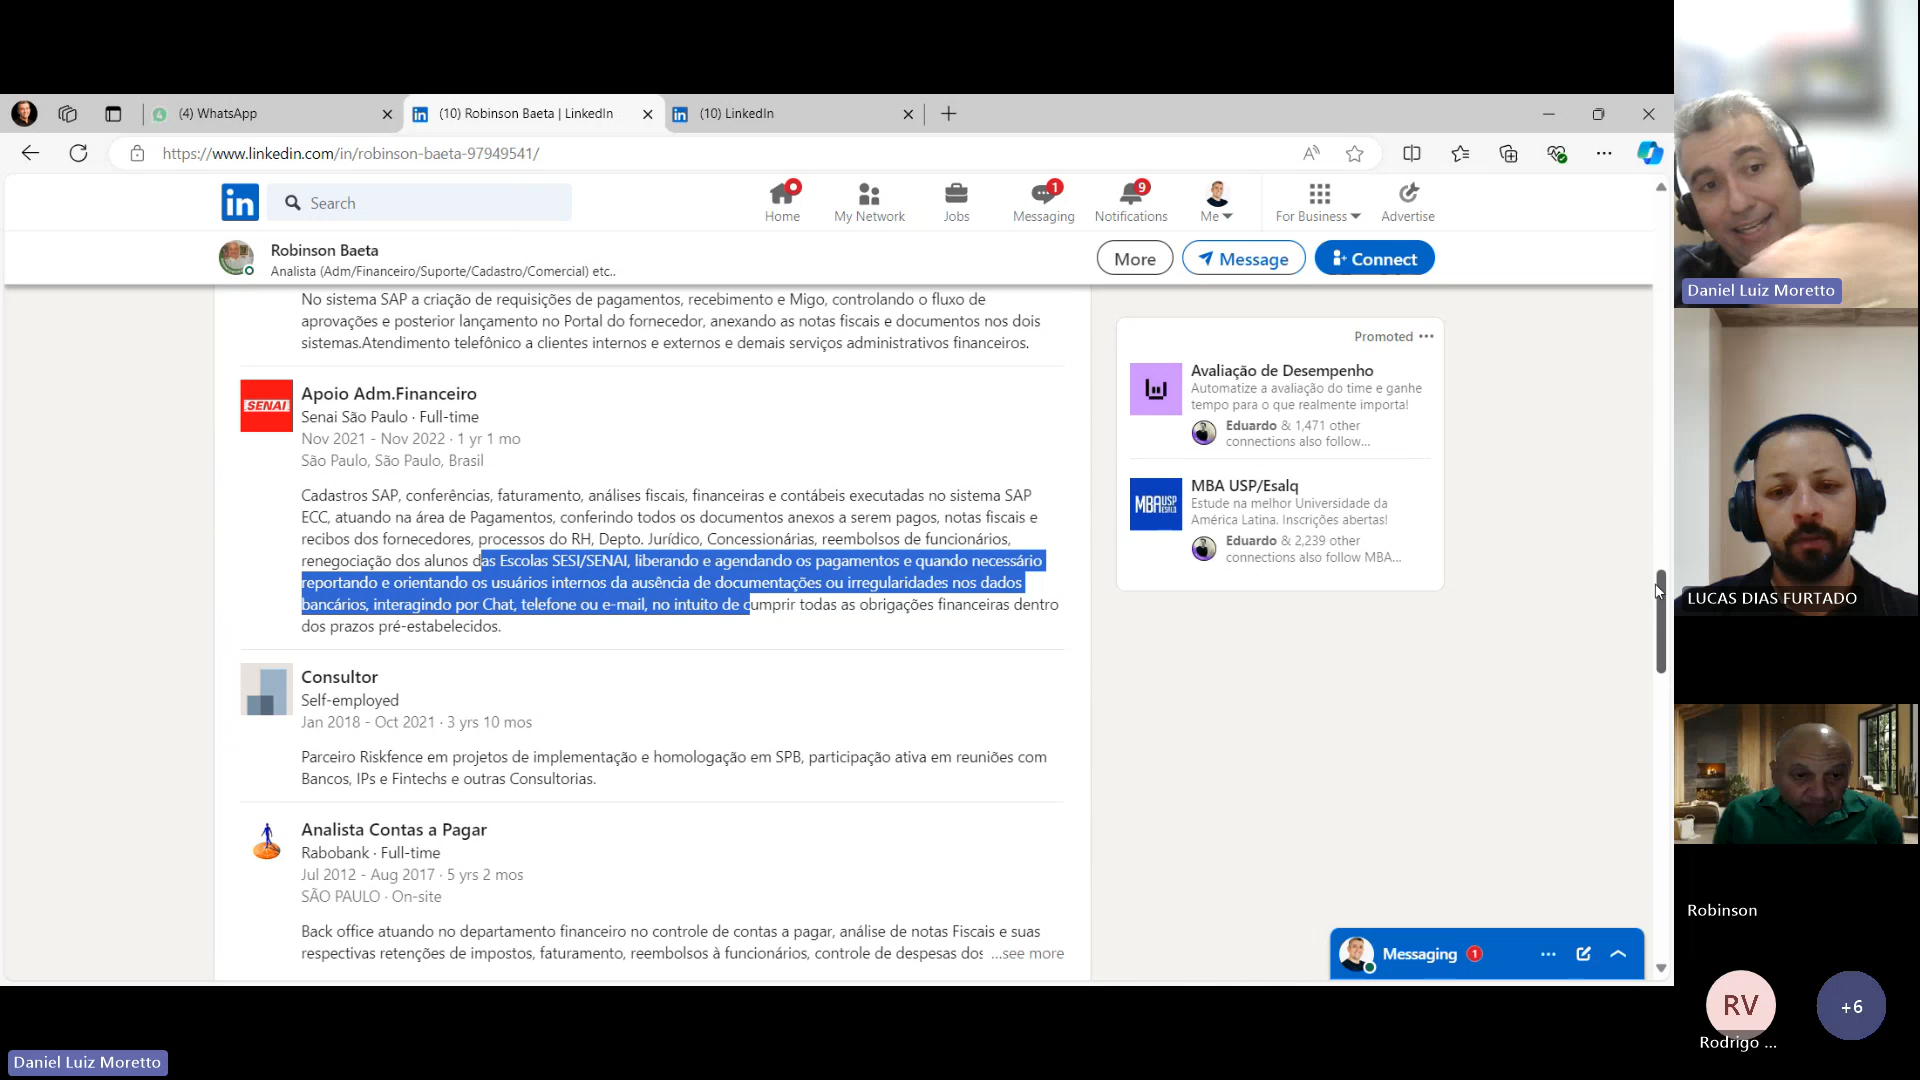 (4) WhatsApp
(10) Robinson Baeta | LinkedIn
(10) LinkedIn
https://www.linkedin.com/in/robinson-baeta-97949541/
in
Search
Home
My Network
Jobs
1
Messaging
9
Notifications
Me
For Business
Advertise
Robinson Baeta
Analista (Adm/Financeiro/Suporte/Cadastro/Comercial) etc..
More
Message
Connect
No sistema SAP a criação de requisições de pagamentos, recebimento e Migo, controlando o fluxo de
aprovações e posterior lançamento no Portal do fornecedor, anexando as notas fiscais e documentos nos dois
sistemas.Atendimento telefônico a clientes internos e externos e demais serviços administrativos financeiros.
SENAI
Apoio Adm.Financeiro
Senai São Paulo · Full-time
Nov 2021 - Nov 2022 · 1 yr 1 mo
São Paulo, São Paulo, Brasil
Cadastros SAP, conferências, faturamento, análises fiscais, financeiras e contábeis executadas no sistema SAP
ECC, atuando na área de Pagamentos, conferindo todos os documentos anexos a serem pagos, notas fiscais e
recibos dos fornecedores, processos do RH, Depto. Jurídico, Concessionárias, reembolsos de funcionários,
renegociação dos alunos das Escolas SESI/SENAI, liberando e agendando os pagamentos e quando necessário
reportando e orientando os usuários internos da ausência de documentações ou irregularidades nos dados
bancários, interagindo por Chat, telefone ou e-mail, no intuito de cumprir todas as obrigações financeiras dentro
dos prazos pré-estabelecidos.
Consultor
Self-employed
Jan 2018 - Oct 2021 · 3 yrs 10 mos
Parceiro Riskfence em projetos de implementação e homologação em SPB, participação ativa em reuniões com
Bancos, IPs e Fintechs e outras Consultorias.
Analista Contas a Pagar
Rabobank · Full-time
Jul 2012 - Aug 2017 · 5 yrs 2 mos
SÃO PAULO · On-site
Back office atuando no departamento financeiro no controle de contas a pagar, análise de notas Fiscais e suas
respectivas retenções de impostos, faturamento, reembolsos à funcionários, controle de despesas dos ...see more
Promoted
Avaliação de Desempenho
Automatize a avaliação do time e ganhe
tempo para o que realmente importa!
Eduardo & 1,471 other
connections also follow...
MBAUSP
ESALQ
MBA USP/Esalq
Estude na melhor Universidade da
América Latina. Inscrições abertas!
Eduardo & 2,239 other
connections also follow MBA...
Messaging 1
Daniel Luiz Moretto
LUCAS DIAS FURTADO
Robinson
RV
Rodrigo ...
+6
Daniel Luiz Moretto